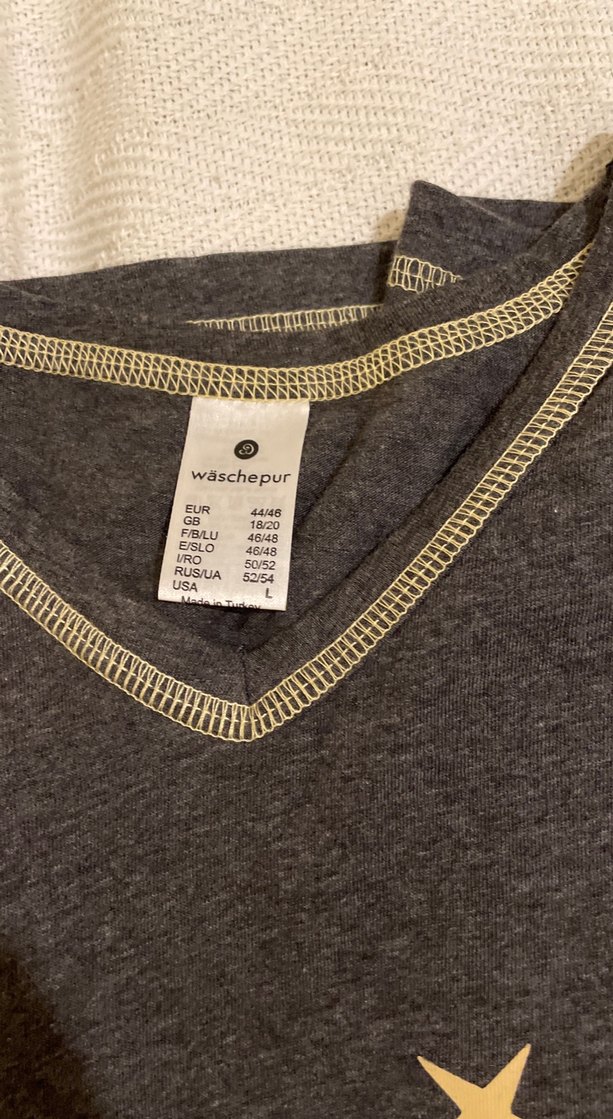 wäschepur
EUR 44/46
GB 18/20
F/B/LU 46/48
E/SLO 46/48
I/RO 50/52
RUS/UA 52/54
USA L
Made in Turkey